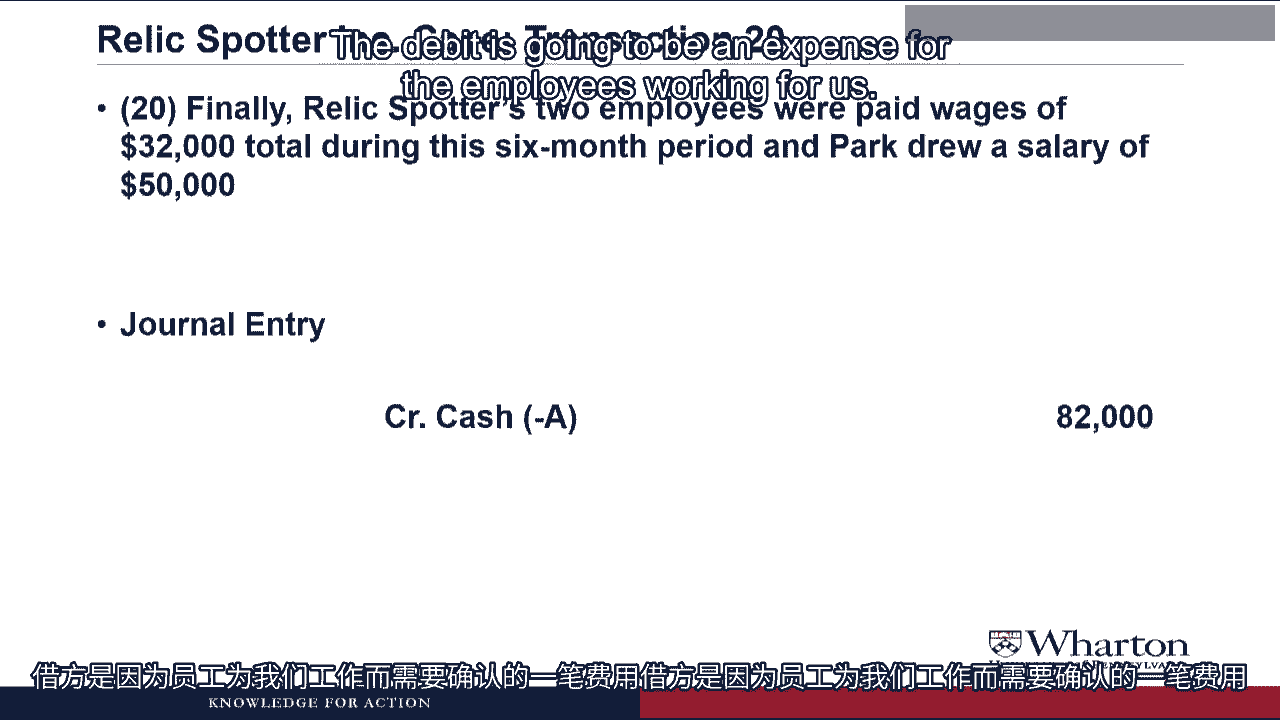 Relic Spotter Inc. Case: Transaction 20
The debit is going to be an expense for
the employees working for us.
• (20) Finally, Relic Spotter's two employees were paid wages of
$32,000 total during this six-month period and Park drew a salary of
$50,000
• Journal Entry
Cr. Cash (-A) 82,000
Wharton
借方是因为员工为我们工作而需要确认的一笔费用借方是因为员工为我们工作而需要确认的一笔费用
KNOWLEDGE FOR ACTION